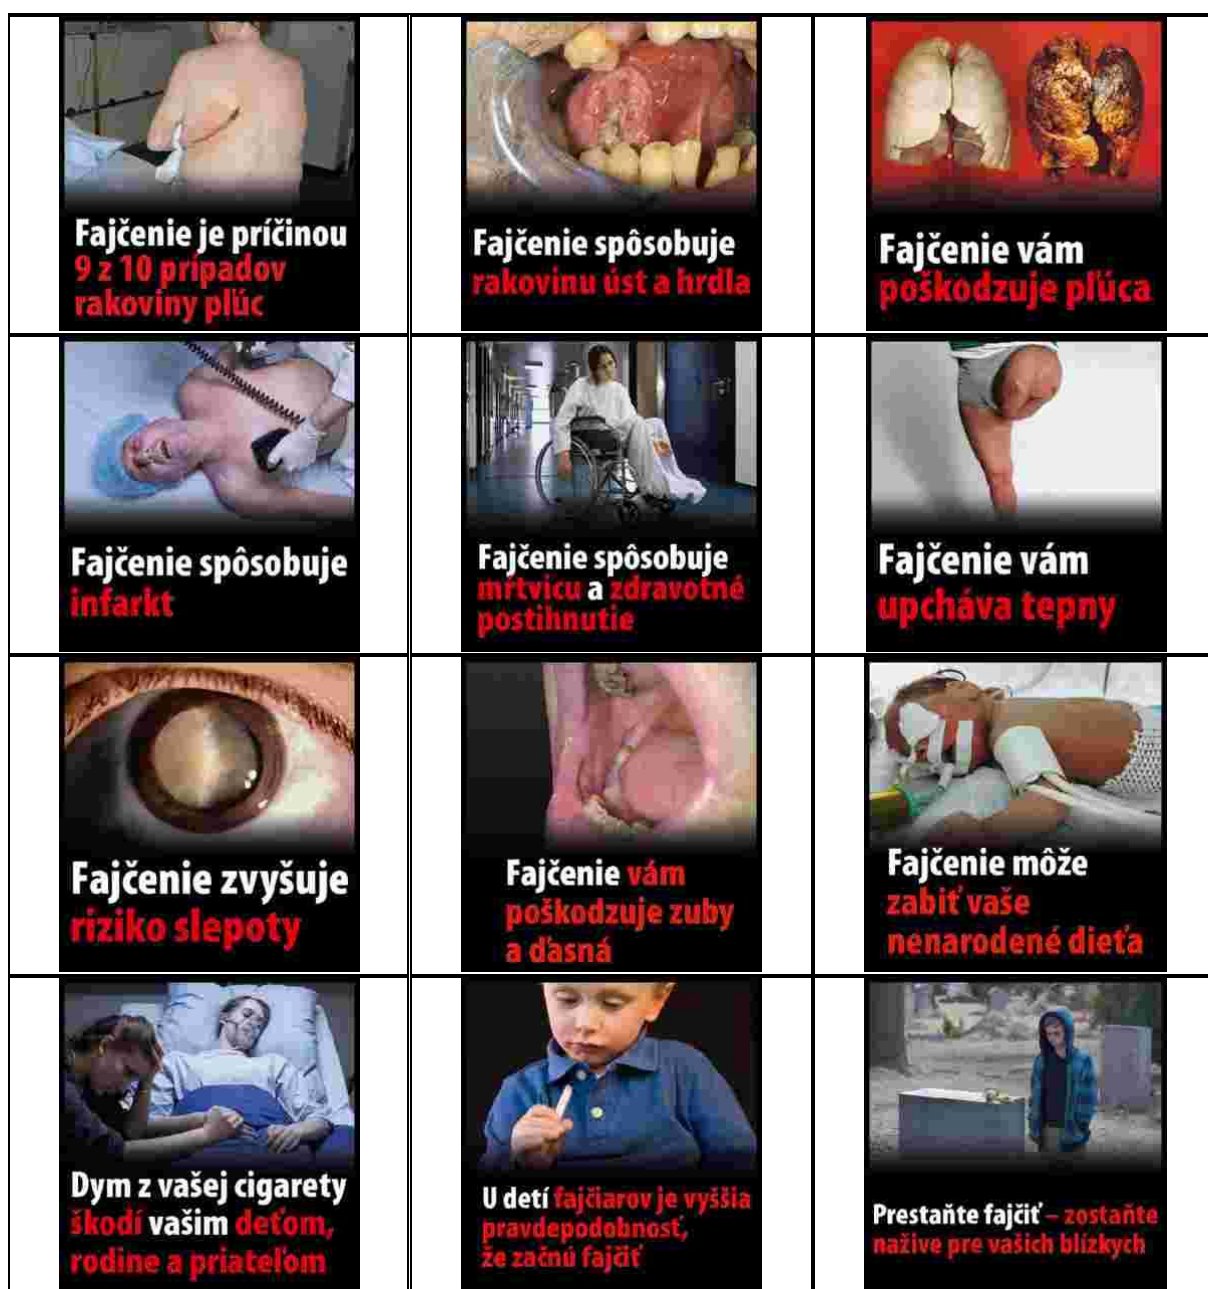 Fajčenie je príčinou
9 z 10 prípadov
rakoviny pľúc
Fajčenie spôsobuje
rakovinu úst a hrdla
Fajčenie vám
poškodzuje pľúca
Fajčenie spôsobuje
infarkt
Fajčenie spôsobuje
mŕtvicu a zdravotné
postihnutie
Fajčenie vám
upcháva tepny
Fajčenie zvyšuje
riziko slepoty
Fajčenie vám
poškodzuje zuby
a ďasná
Fajčenie môže
zabiť vaše
nenarodené dieťa
Dym z vašej cigarety
škodí vašim deťom,
rodine a priateľom
U detí fajčiarov je vyššia
pravdepodobnosť,
že začnú fajčiť
Prestaňte fajčiť – zostaňte
nažive pre vašich blízkych